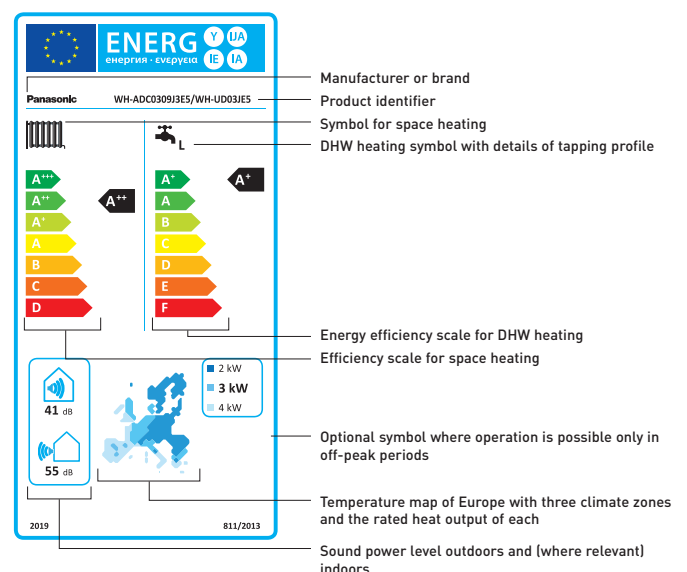 ENERG Y IJA
енергия · ενεργεια IE IA
Manufacturer or brand
Panasonic WH-ADC0309J3E5/WH-UD03JE5
Product identifier
Symbol for space heating
L
DHW heating symbol with details of tapping profile
A+++
A++
A+
A
B
C
D
A++
A+
A
B
C
D
E
F
A+
Energy efficiency scale for DHW heating
Efficiency scale for space heating
41 dB
55 dB
2 kW
3 kW
4 kW
Optional symbol where operation is possible only in
off-peak periods
Temperature map of Europe with three climate zones
and the rated heat output of each
2019 811/2013
Sound power level outdoors and (where relevant)
indoors